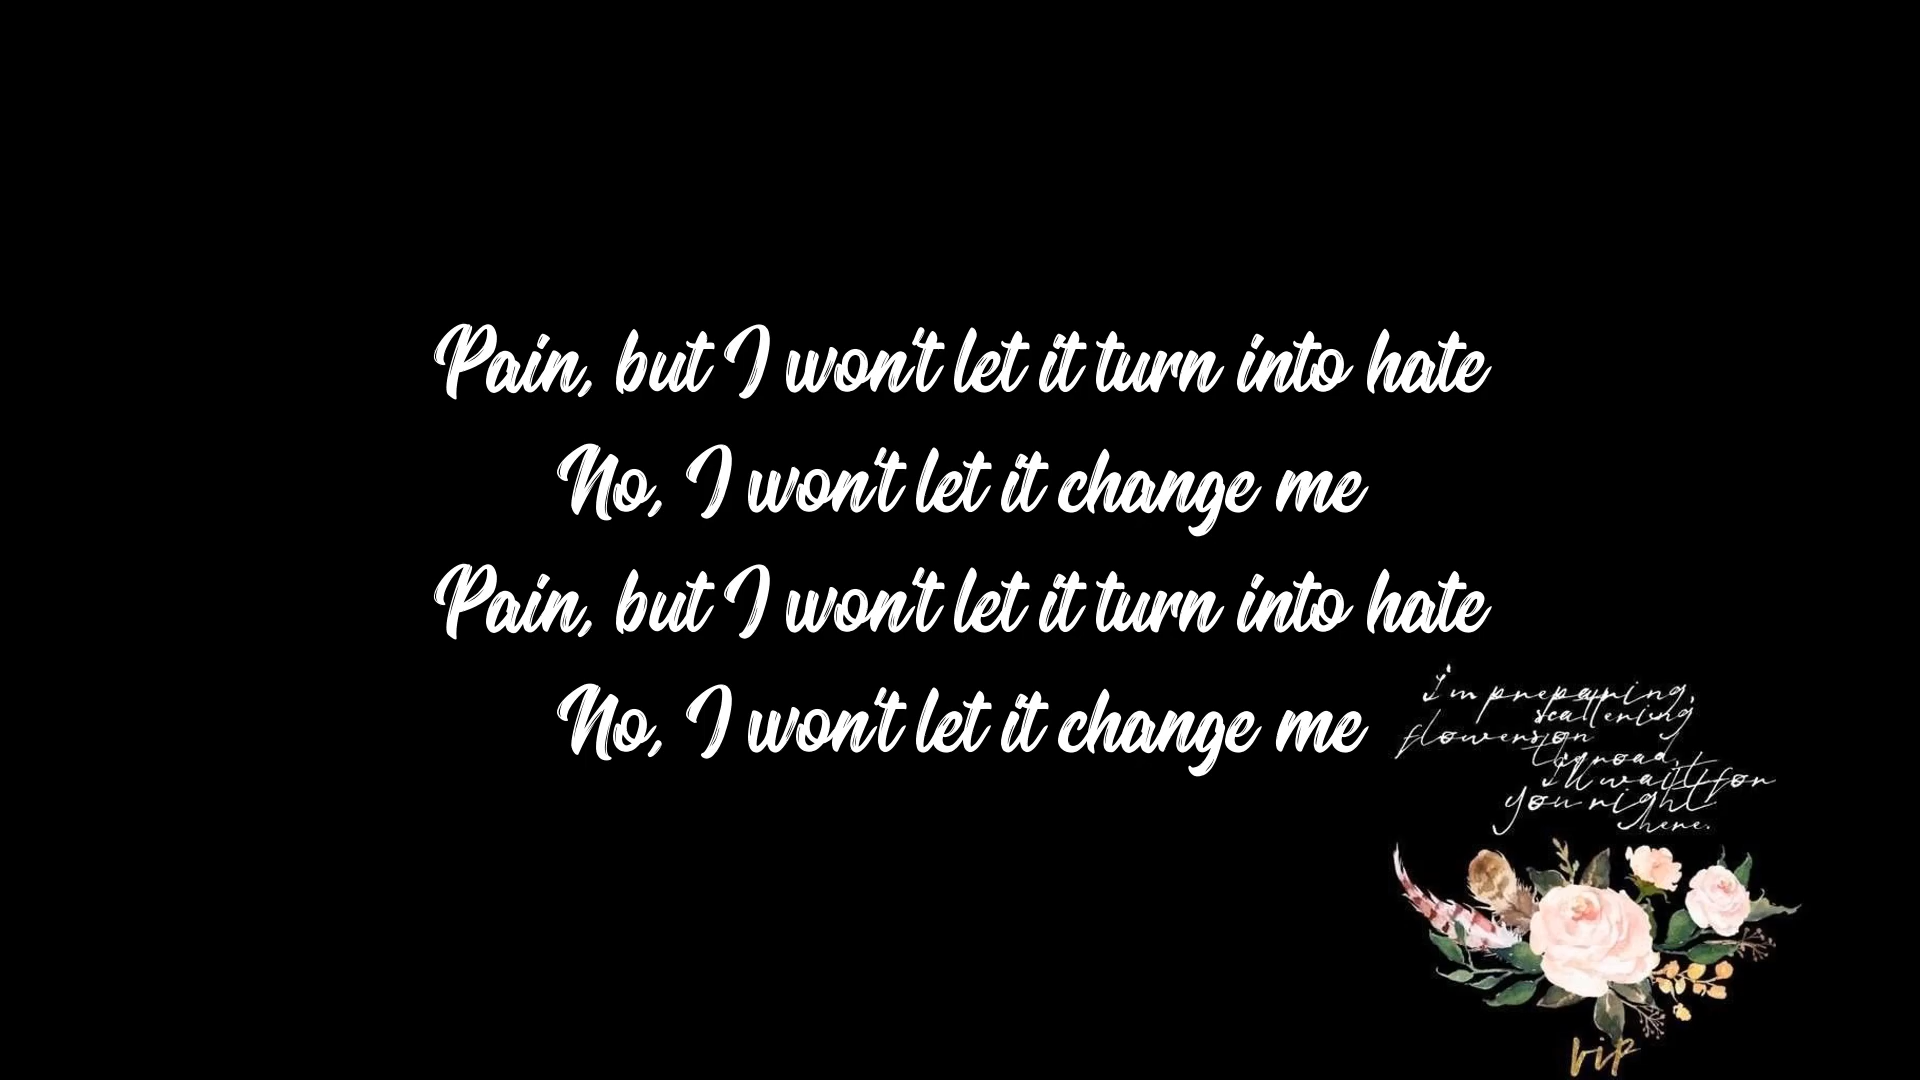 Pain, but I won't let it turn into hate
No, I won't let it change me
Pain, but I won't let it turn into hate
No, I won't let it change me
I'm preparing,
scattering
flowers on
the road,
I'll wait for
you right
here.
vip